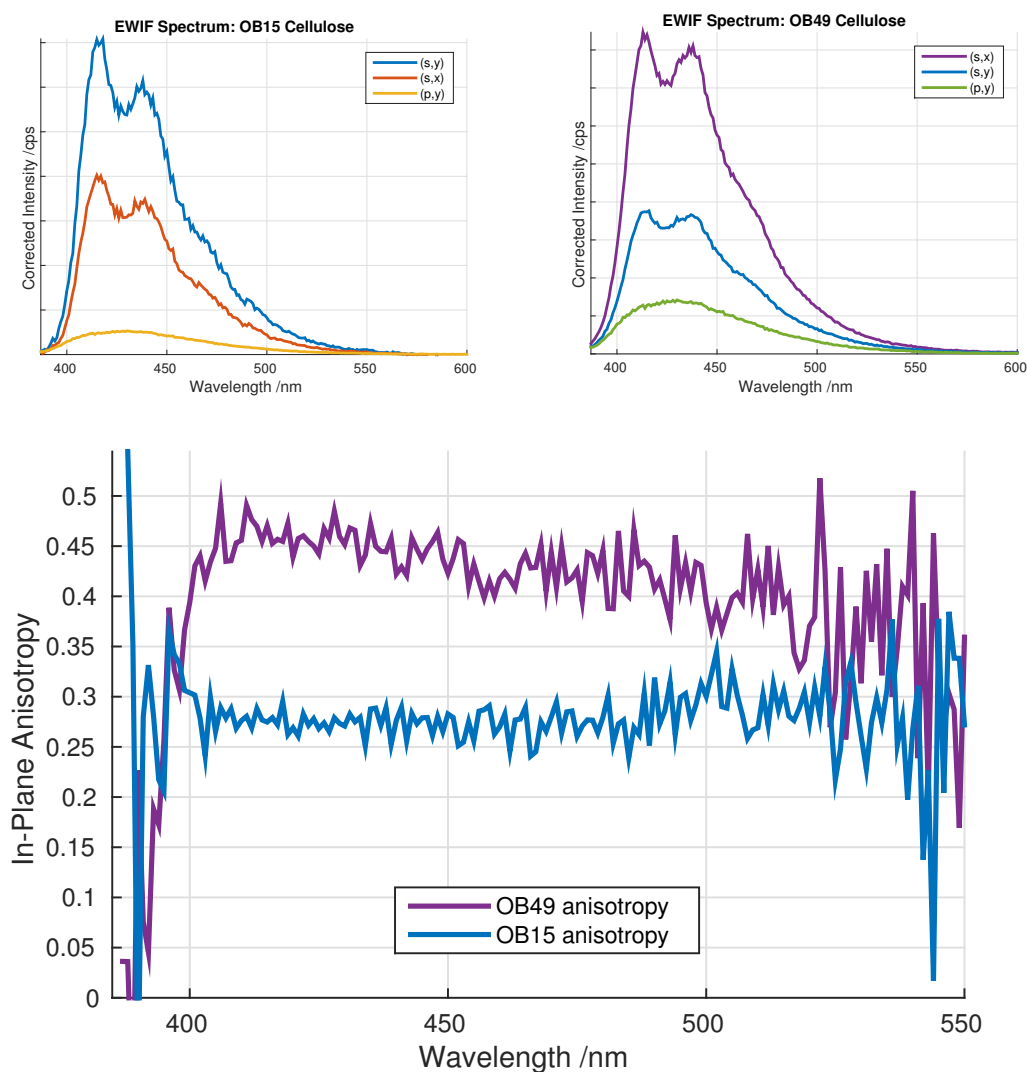 EWIF Spectrum: OB15 Cellulose
(s,y)
(s,x)
(p,y)
Corrected Intensity /cps
400 450 500 550 600
Wavelength /nm
EWIF Spectrum: OB49 Cellulose
(s,x)
(s,y)
(p,y)
Corrected Intensity /cps
400 450 500 550 600
Wavelength /nm
In-Plane Anisotropy
0.5
0.45
0.4
0.35
0.3
0.25
0.2
0.15
0.1
0.05
0
OB49 anisotropy
OB15 anisotropy
400 450 500 550
Wavelength /nm